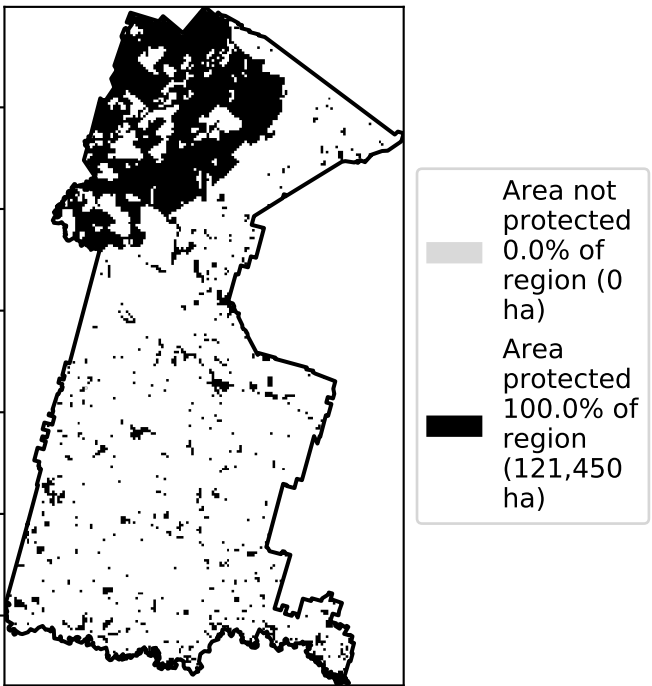 Area not
protected
0.0% of
region (0
ha)
Area
protected
100.0% of
region
(121,450
ha)